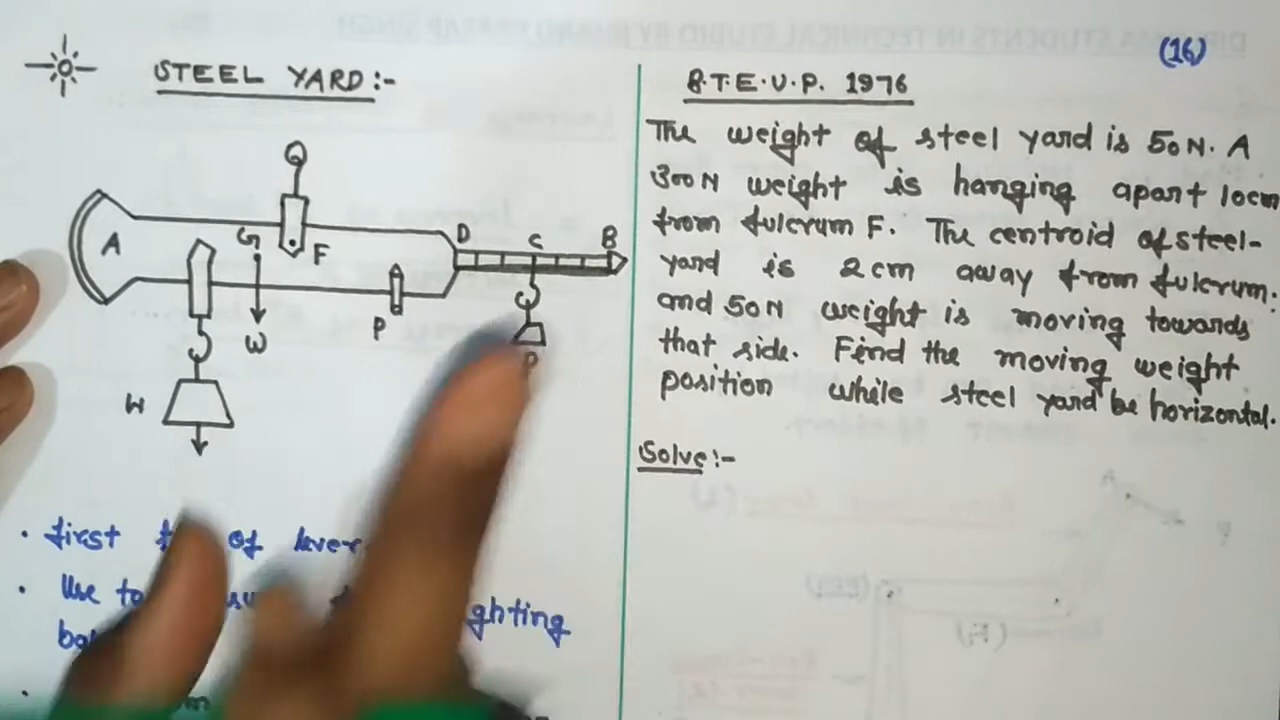 (16)
STEEL YARD:-
Q
A
G
F
D
C
B
P
W
P
W
first of lever
Use to
ghting
B.T.E.U.P. 1976
The weight of steel yard is 50N. A
300N weight is hanging apart 10cm
from fulcrum F. The centroid of steel-
yard is 2cm away from fulcrum.
and 50N weight is moving towards
that side. Find the moving weight
position while steel yard be horizontal.
Solve:-